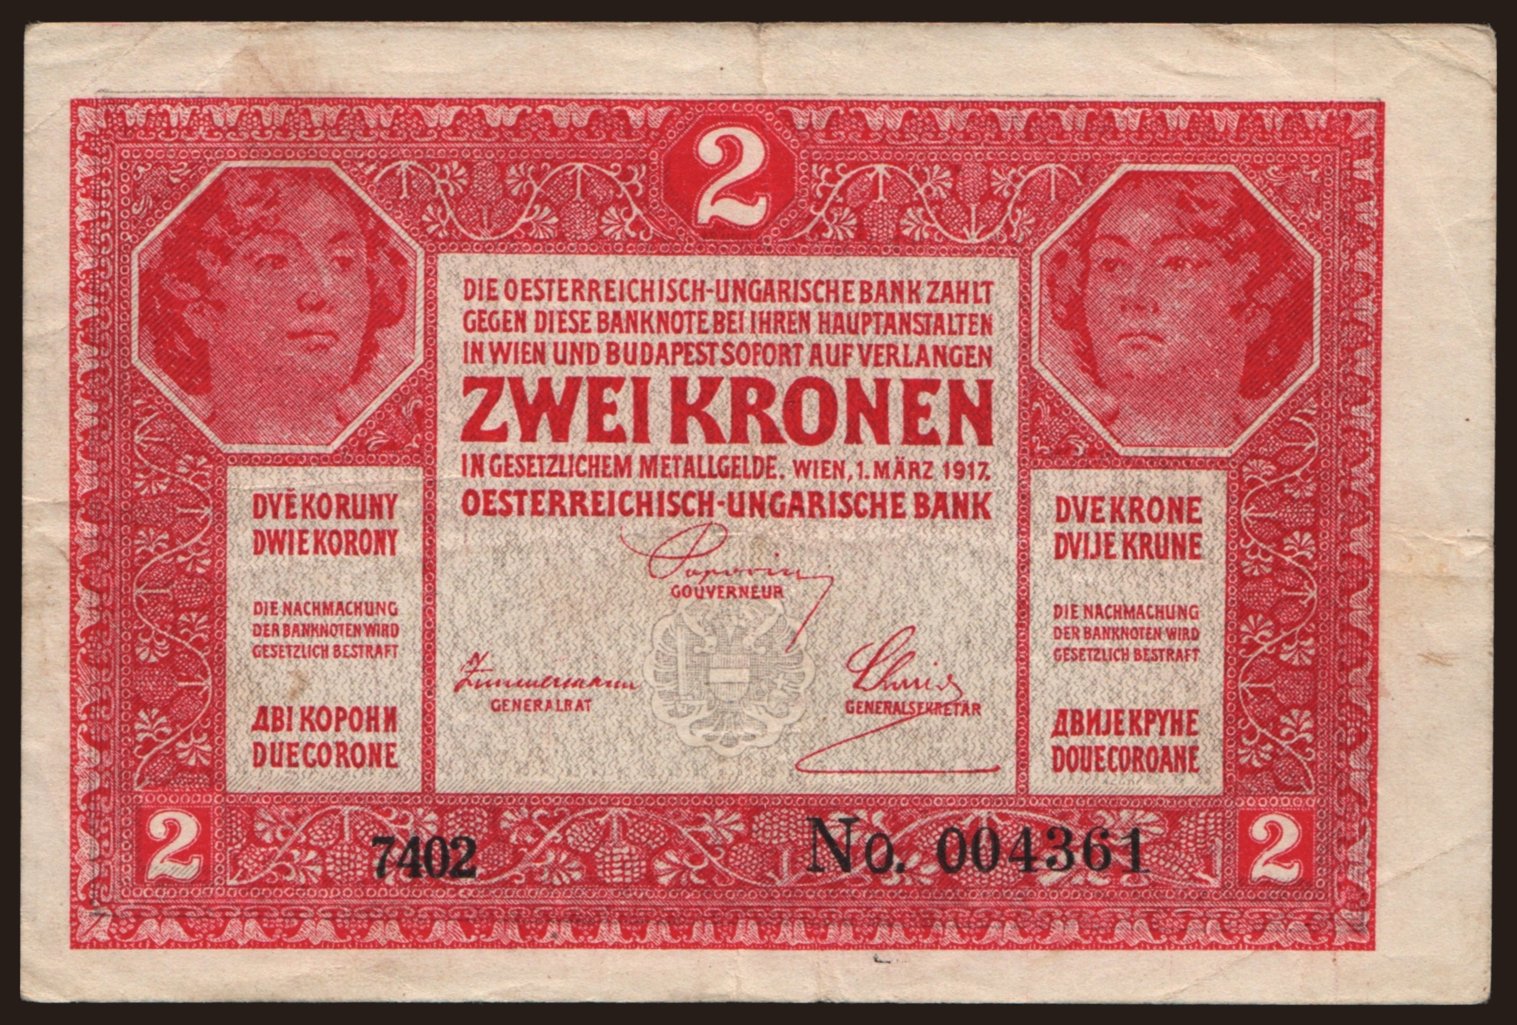 2
DIE OESTERREICHISCH-UNGARISCHE BANK ZAHLT
GEGEN DIESE BANKNOTE BEI IHREN HAUPTANSTALTEN
IN WIEN UND BUDAPEST SOFORT AUF VERLANGEN
ZWEI KRONEN
IN GESETZLICHEM METALLGELDE. WIEN, 1. MÄRZ 1917.
OESTERREICHISCH-UNGARISCHE BANK
Popovics
GOUVERNEUR
Zimmermann
GENERALRAT
GENERALSEKRETÄR
DVĚ KORUNY
DWIE KORONY
DIE NACHMACHUNG
DER BANKNOTEN WIRD
GESETZLICH BESTRAFT
ДВІ КОРОНИ
DUE CORONE
DVE KRONE
DVIJE KRUNE
DIE NACHMACHUNG
DER BANKNOTEN WIRD
GESETZLICH BESTRAFT
ДВИЈЕ КРУНЕ
DOUE COROANE
2
7402
No. 004361
2